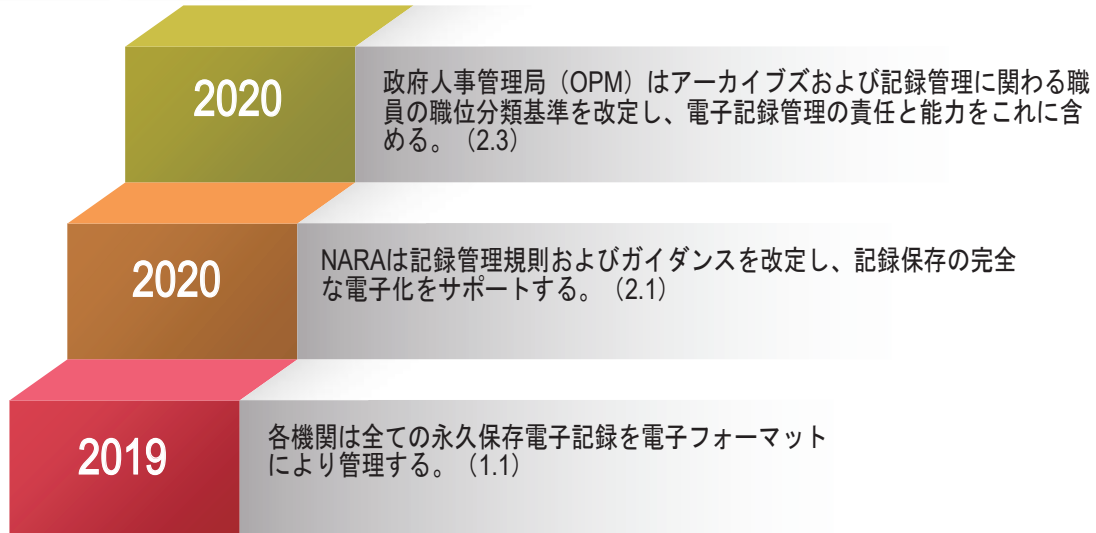 2020
政府人事管理局（OPM）はアーカイブズおよび記録管理に関わる職
員の職位分類基準を改定し、電子記録管理の責任と能力をこれに含
める。（2.3）
2020
NARAは記録管理規則およびガイダンスを改定し、記録保存の完全
な電子化をサポートする。（2.1）
2019
各機関は全ての永久保存電子記録を電子フォーマット
により管理する。（1.1）